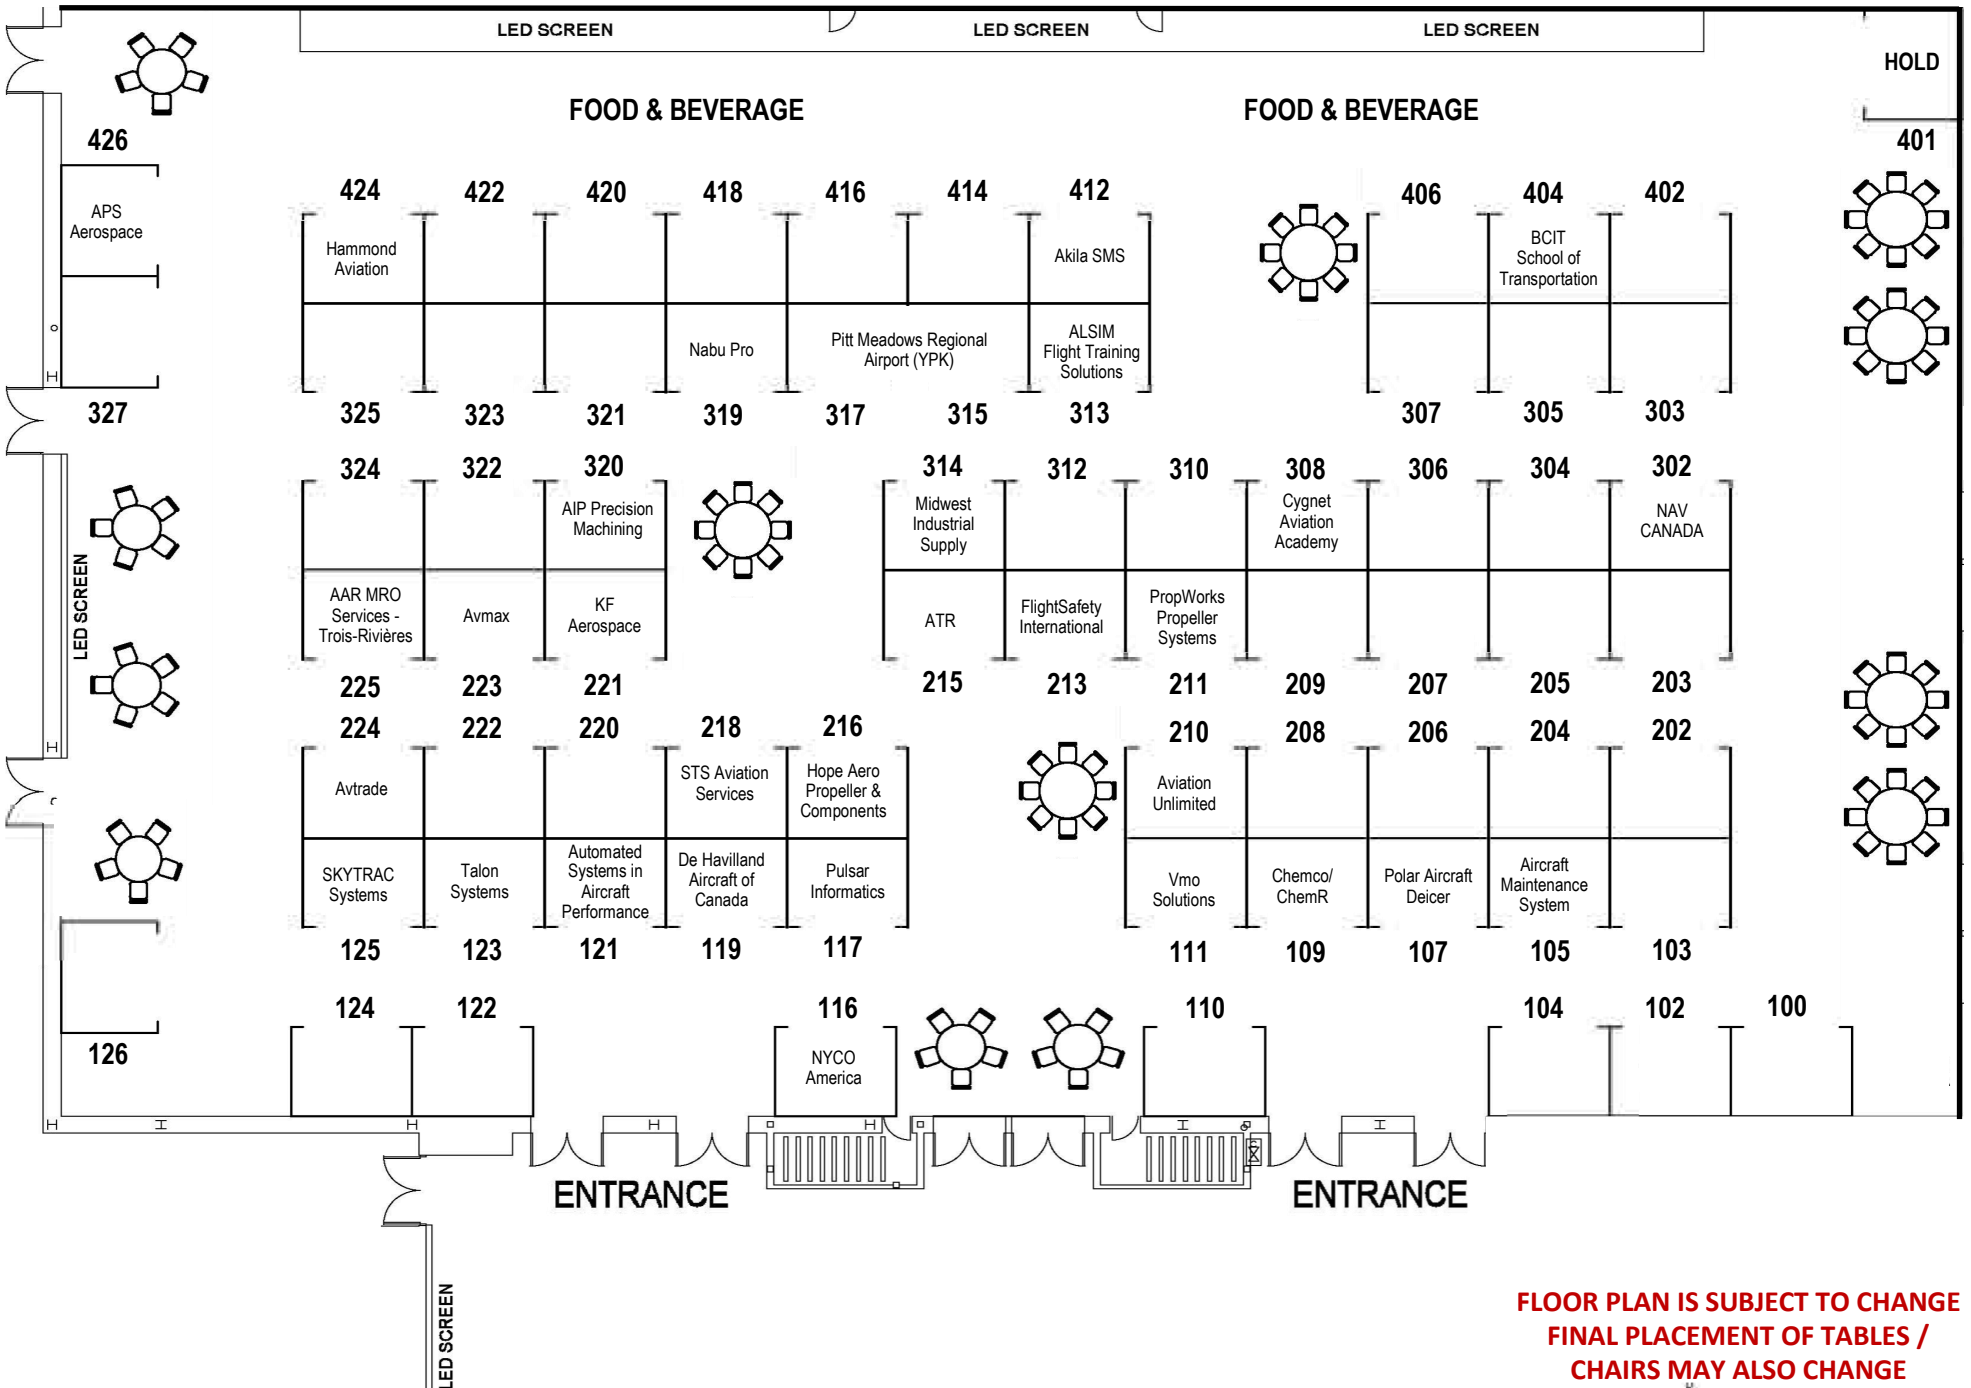 LED SCREEN
LED SCREEN
LED SCREEN
HOLD
FOOD & BEVERAGE
FOOD & BEVERAGE
426
401
424
422
420
418
416
414
412
406
404
402
APS
Aerospace
Hammond
Aviation
Akila SMS
BCIT
School of
Transportation
Nabu Pro
Pitt Meadows Regional
Airport (YPK)
ALSIM
Flight Training
Solutions
327
325
323
321
319
317
315
313
307
305
303
324
322
320
314
312
310
308
306
304
302
AIP Precision
Machining
Midwest
Industrial
Supply
Cygnet
Aviation
Academy
NAV
CANADA
LED SCREEN
AAR MRO
Services -
Trois-Rivières
Avmax
KF
Aerospace
ATR
FlightSafety
International
PropWorks
Propeller
Systems
225
223
221
215
213
211
209
207
205
203
224
222
220
218
216
210
208
206
204
202
Avtrade
STS Aviation
Services
Hope Aero
Propeller &
Components
Aviation
Unlimited
SKYTRAC
Systems
Talon
Systems
Automated
Systems in
Aircraft
Performance
De Havilland
Aircraft of
Canada
Pulsar
Informatics
Vmo
Solutions
Chemco/
ChemR
Polar Aircraft
Deicer
Aircraft
Maintenance
System
125
123
121
119
117
111
109
107
105
103
126
124
122
116
110
104
102
100
NYCO
America
ENTRANCE
ENTRANCE
LED SCREEN
FLOOR PLAN IS SUBJECT TO CHANGE
FINAL PLACEMENT OF TABLES /
CHAIRS MAY ALSO CHANGE